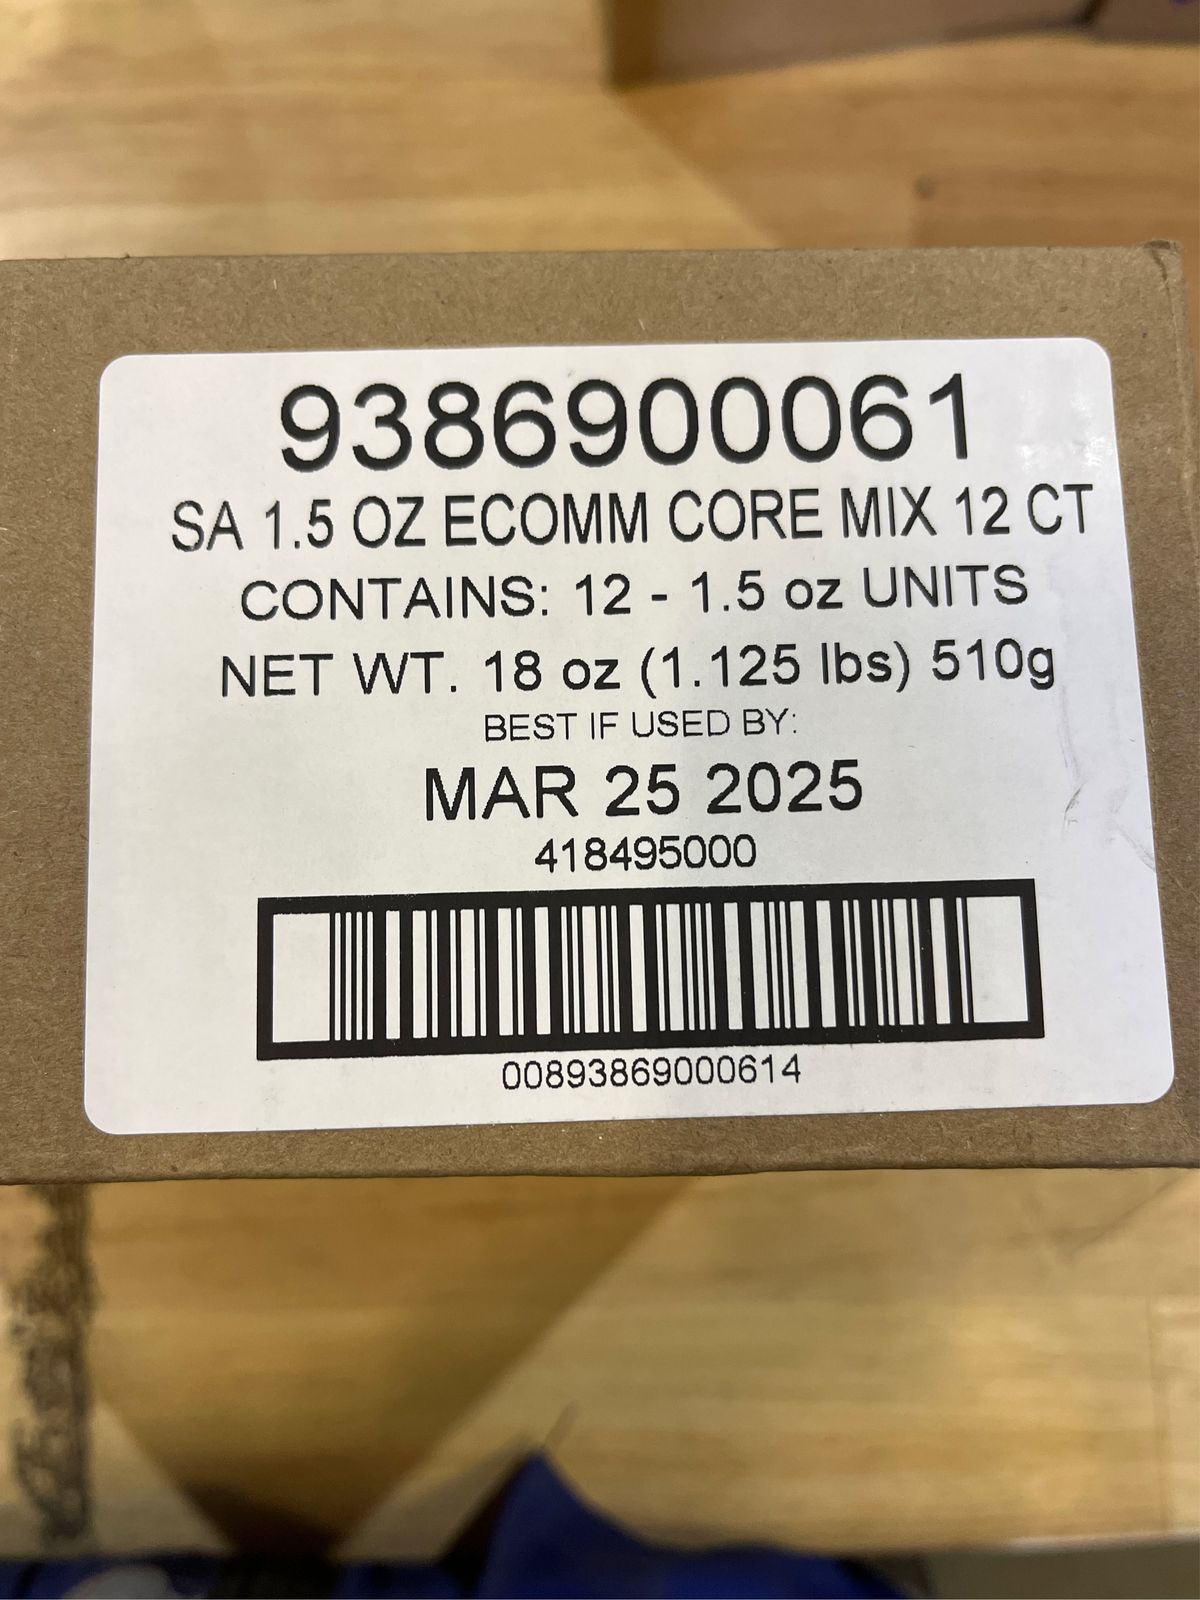 9386900061
SA 1.5 OZ ECOMM CORE MIX 12 CT
CONTAINS: 12 - 1.5 oz UNITS
NET WT. 18 oz (1.125 lbs) 510g
BEST IF USED BY:
MAR 25 2025
418495000
00893869000614